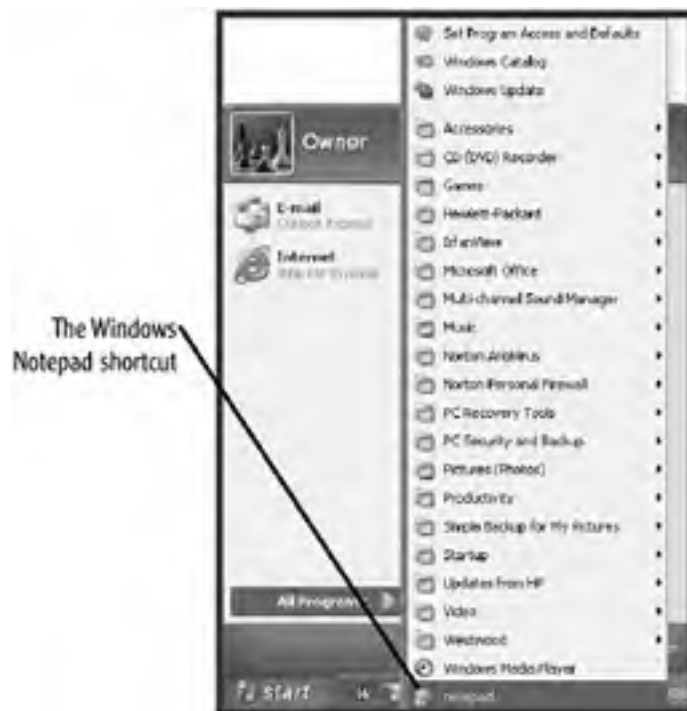 Set Program Access and Defaults
Windows Catalog
Windows Update
Accessories
CD (DVD) Recorder
Games
Hewlett-Packard
IrfanView
Microsoft Office
Multi-channel Sound Manager
Music
Norton AntiVirus
Norton Personal Firewall
PC Recovery Tools
PC Security and Backup
Pictures (Photos)
Productivity
Simple Backup for My Pictures
Startup
Updates from HP
Video
Westwood
Windows Media Player
notepad
Owner
E-mail
Outlook Express
Internet
All Programs
start
The Windows
Notepad shortcut